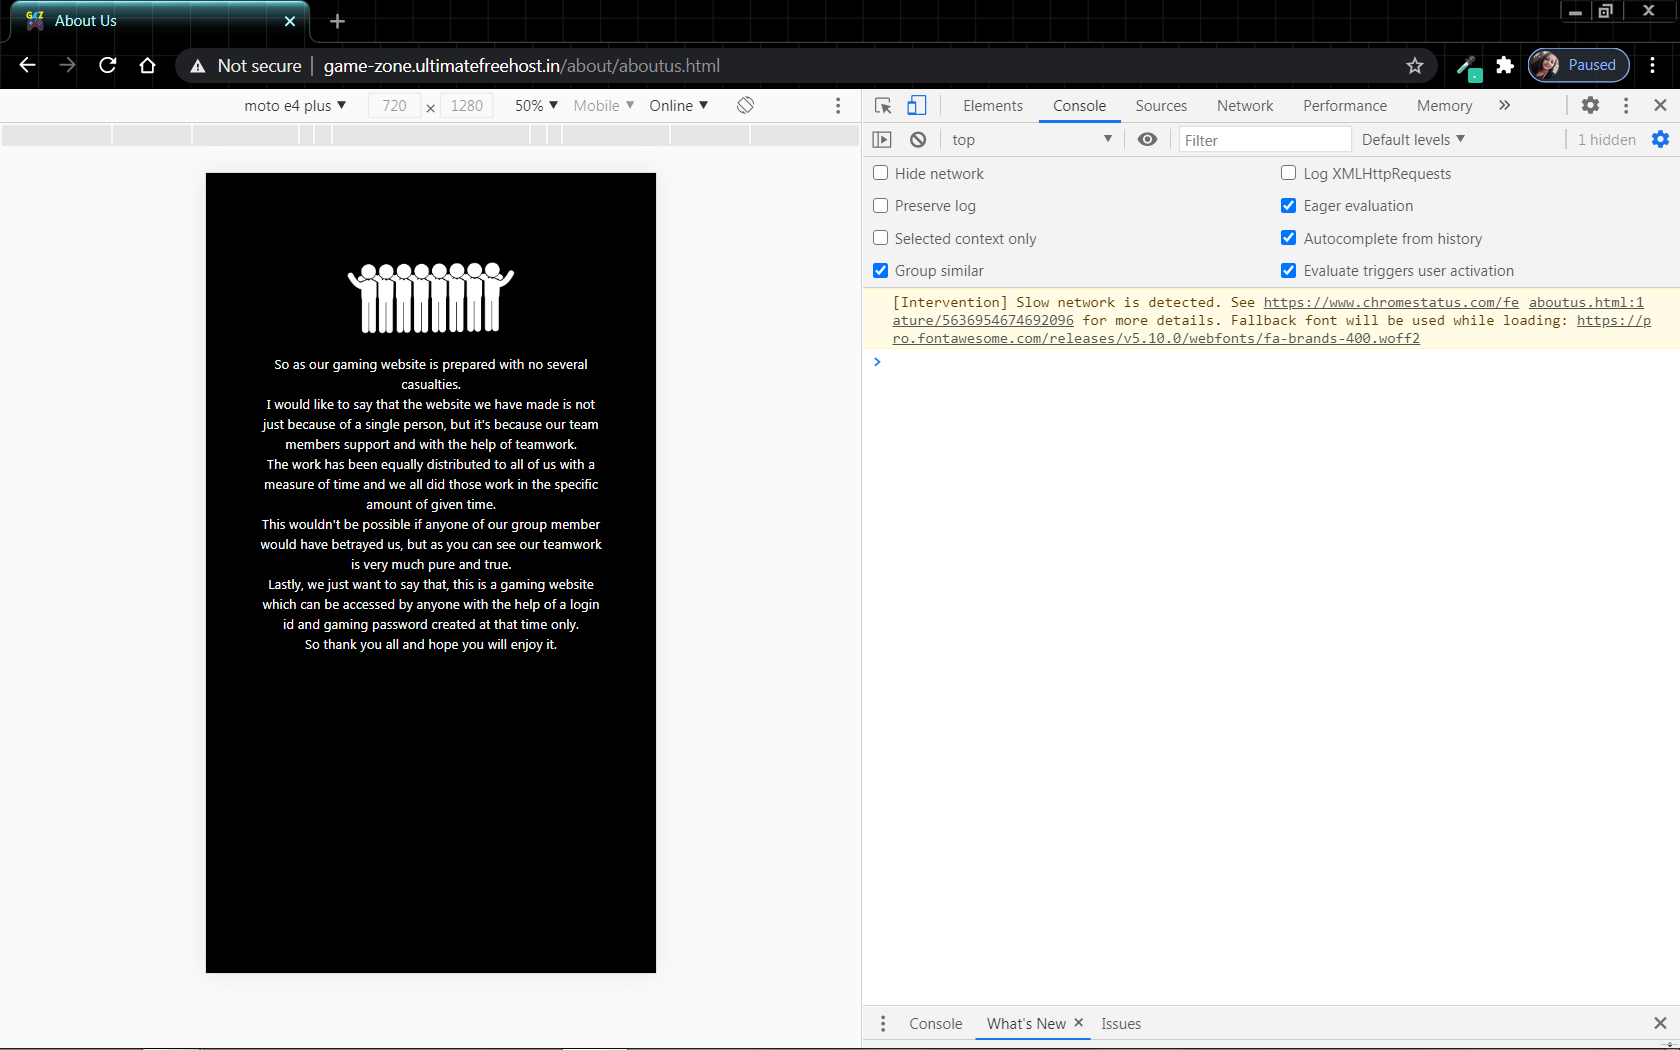 About Us
Not secure game-zone.ultimatefreehost.in/about/aboutus.html
Paused
moto e4 plus 720 × 1280 50% Mobile Online
Elements Console Sources Network Performance Memory
top Filter Default levels 1 hidden
Hide network Log XMLHttpRequests
Preserve log Eager evaluation
Selected context only Autocomplete from history
Group similar Evaluate triggers user activation
[Intervention] Slow network is detected. See https://www.chromestatus.com/fe aboutus.html:1
ature/5636954674692096 for more details. Fallback font will be used while loading: https://p
ro.fontawesome.com/releases/v5.10.0/webfonts/fa-brands-400.woff2
So as our gaming website is prepared with no several
casualties.
I would like to say that the website we have made is not
just because of a single person, but it's because our team
members support and with the help of teamwork.
The work has been equally distributed to all of us with a
measure of time and we all did those work in the specific
amount of given time.
This wouldn't be possible if anyone of our group member
would have betrayed us, but as you can see our teamwork
is very much pure and true.
Lastly, we just want to say that, this is a gaming website
which can be accessed by anyone with the help of a login
id and gaming password created at that time only.
So thank you all and hope you will enjoy it.
Console What's New Issues